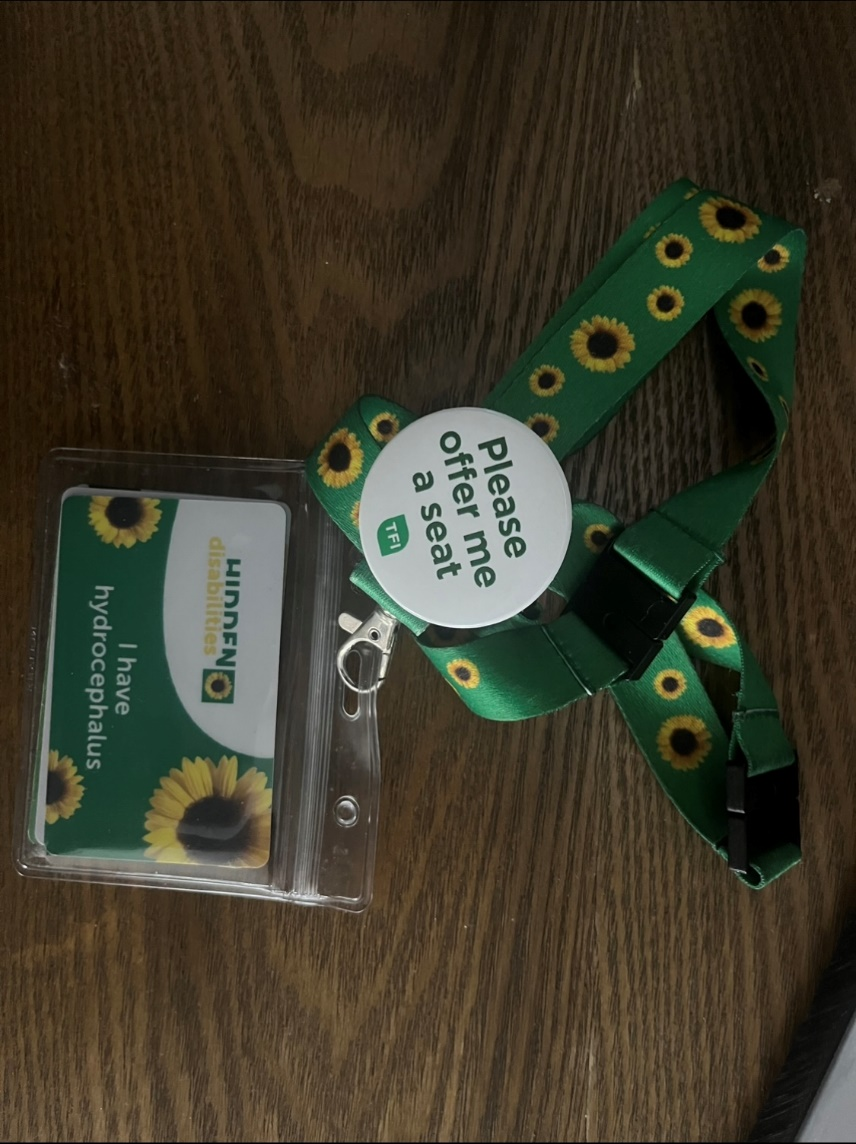 Please
offer me
a seat
TFI
HIDDEN
disabilities
I have
hydrocephalus